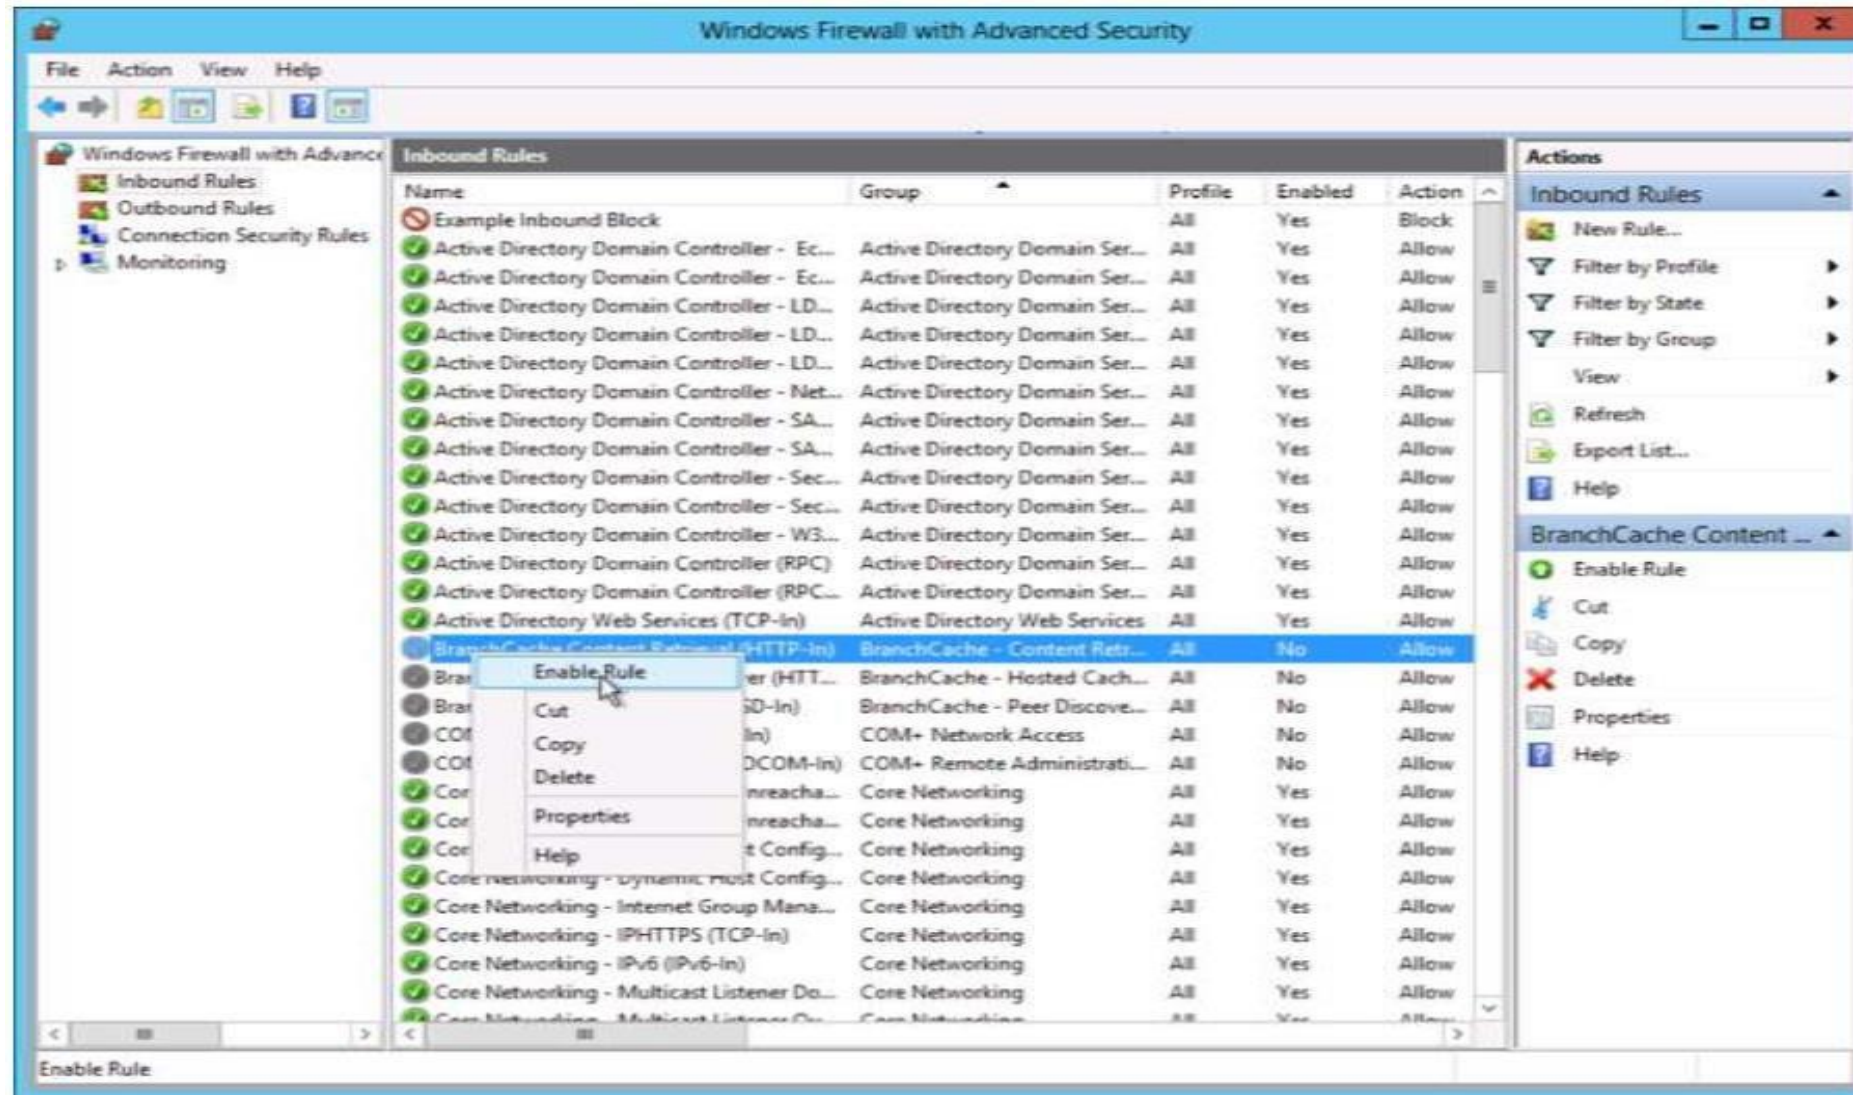 Windows Firewall with Advanced Security
File Action View Help
Windows Firewall with Advance
Inbound Rules
Outbound Rules
Connection Security Rules
Monitoring
Inbound Rules
Name Group Profile Enabled Action
Example Inbound Block All Yes Block
Active Directory Domain Controller - Ec... Active Directory Domain Ser... All Yes Allow
Active Directory Domain Controller - Ec... Active Directory Domain Ser... All Yes Allow
Active Directory Domain Controller - LD... Active Directory Domain Ser... All Yes Allow
Active Directory Domain Controller - LD... Active Directory Domain Ser... All Yes Allow
Active Directory Domain Controller - LD... Active Directory Domain Ser... All Yes Allow
Active Directory Domain Controller - Net... Active Directory Domain Ser... All Yes Allow
Active Directory Domain Controller - SA... Active Directory Domain Ser... All Yes Allow
Active Directory Domain Controller - SA... Active Directory Domain Ser... All Yes Allow
Active Directory Domain Controller - Sec... Active Directory Domain Ser... All Yes Allow
Active Directory Domain Controller - Sec... Active Directory Domain Ser... All Yes Allow
Active Directory Domain Controller - W3... Active Directory Domain Ser... All Yes Allow
Active Directory Domain Controller (RPC) Active Directory Domain Ser... All Yes Allow
Active Directory Domain Controller (RPC... Active Directory Domain Ser... All Yes Allow
Active Directory Web Services (TCP-In) Active Directory Web Services All Yes Allow
BranchCache Content Retrieval (HTTP-In) BranchCache - Content Retr... All No Allow
Bra er (HTT... BranchCache - Hosted Cach... All No Allow
Bra SD-In) BranchCache - Peer Discove... All No Allow
CO In) COM+ Network Access All No Allow
CO DCOM-In) COM+ Remote Administrati... All No Allow
Cor nreacha... Core Networking All Yes Allow
Cor nreacha... Core Networking All Yes Allow
Cor t Config... Core Networking All Yes Allow
Core Networking - Dynamic Host Config... Core Networking All Yes Allow
Core Networking - Internet Group Mana... Core Networking All Yes Allow
Core Networking - IPHTTPS (TCP-In) Core Networking All Yes Allow
Core Networking - IPv6 (IPv6-In) Core Networking All Yes Allow
Core Networking - Multicast Listener Do... Core Networking All Yes Allow
Enable Rule
Cut
Copy
Delete
Properties
Help
Actions
Inbound Rules
New Rule...
Filter by Profile
Filter by State
Filter by Group
View
Refresh
Export List...
Help
BranchCache Content ...
Enable Rule
Cut
Copy
Delete
Properties
Help
Enable Rule